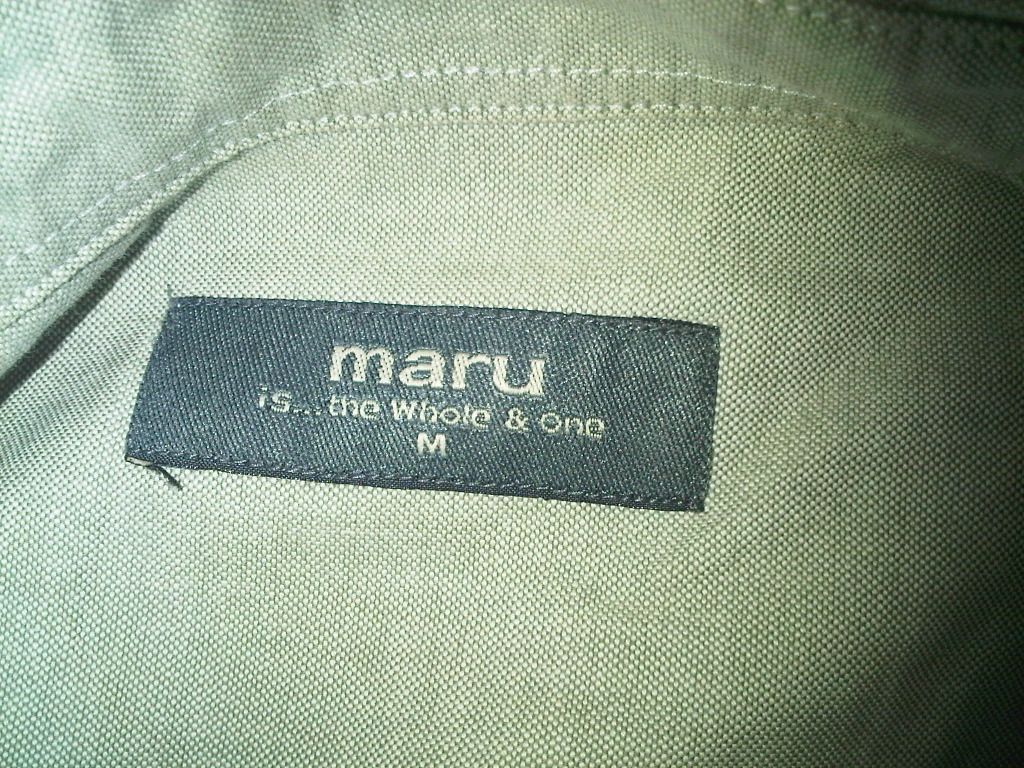 maru
is...the Whole & One
M